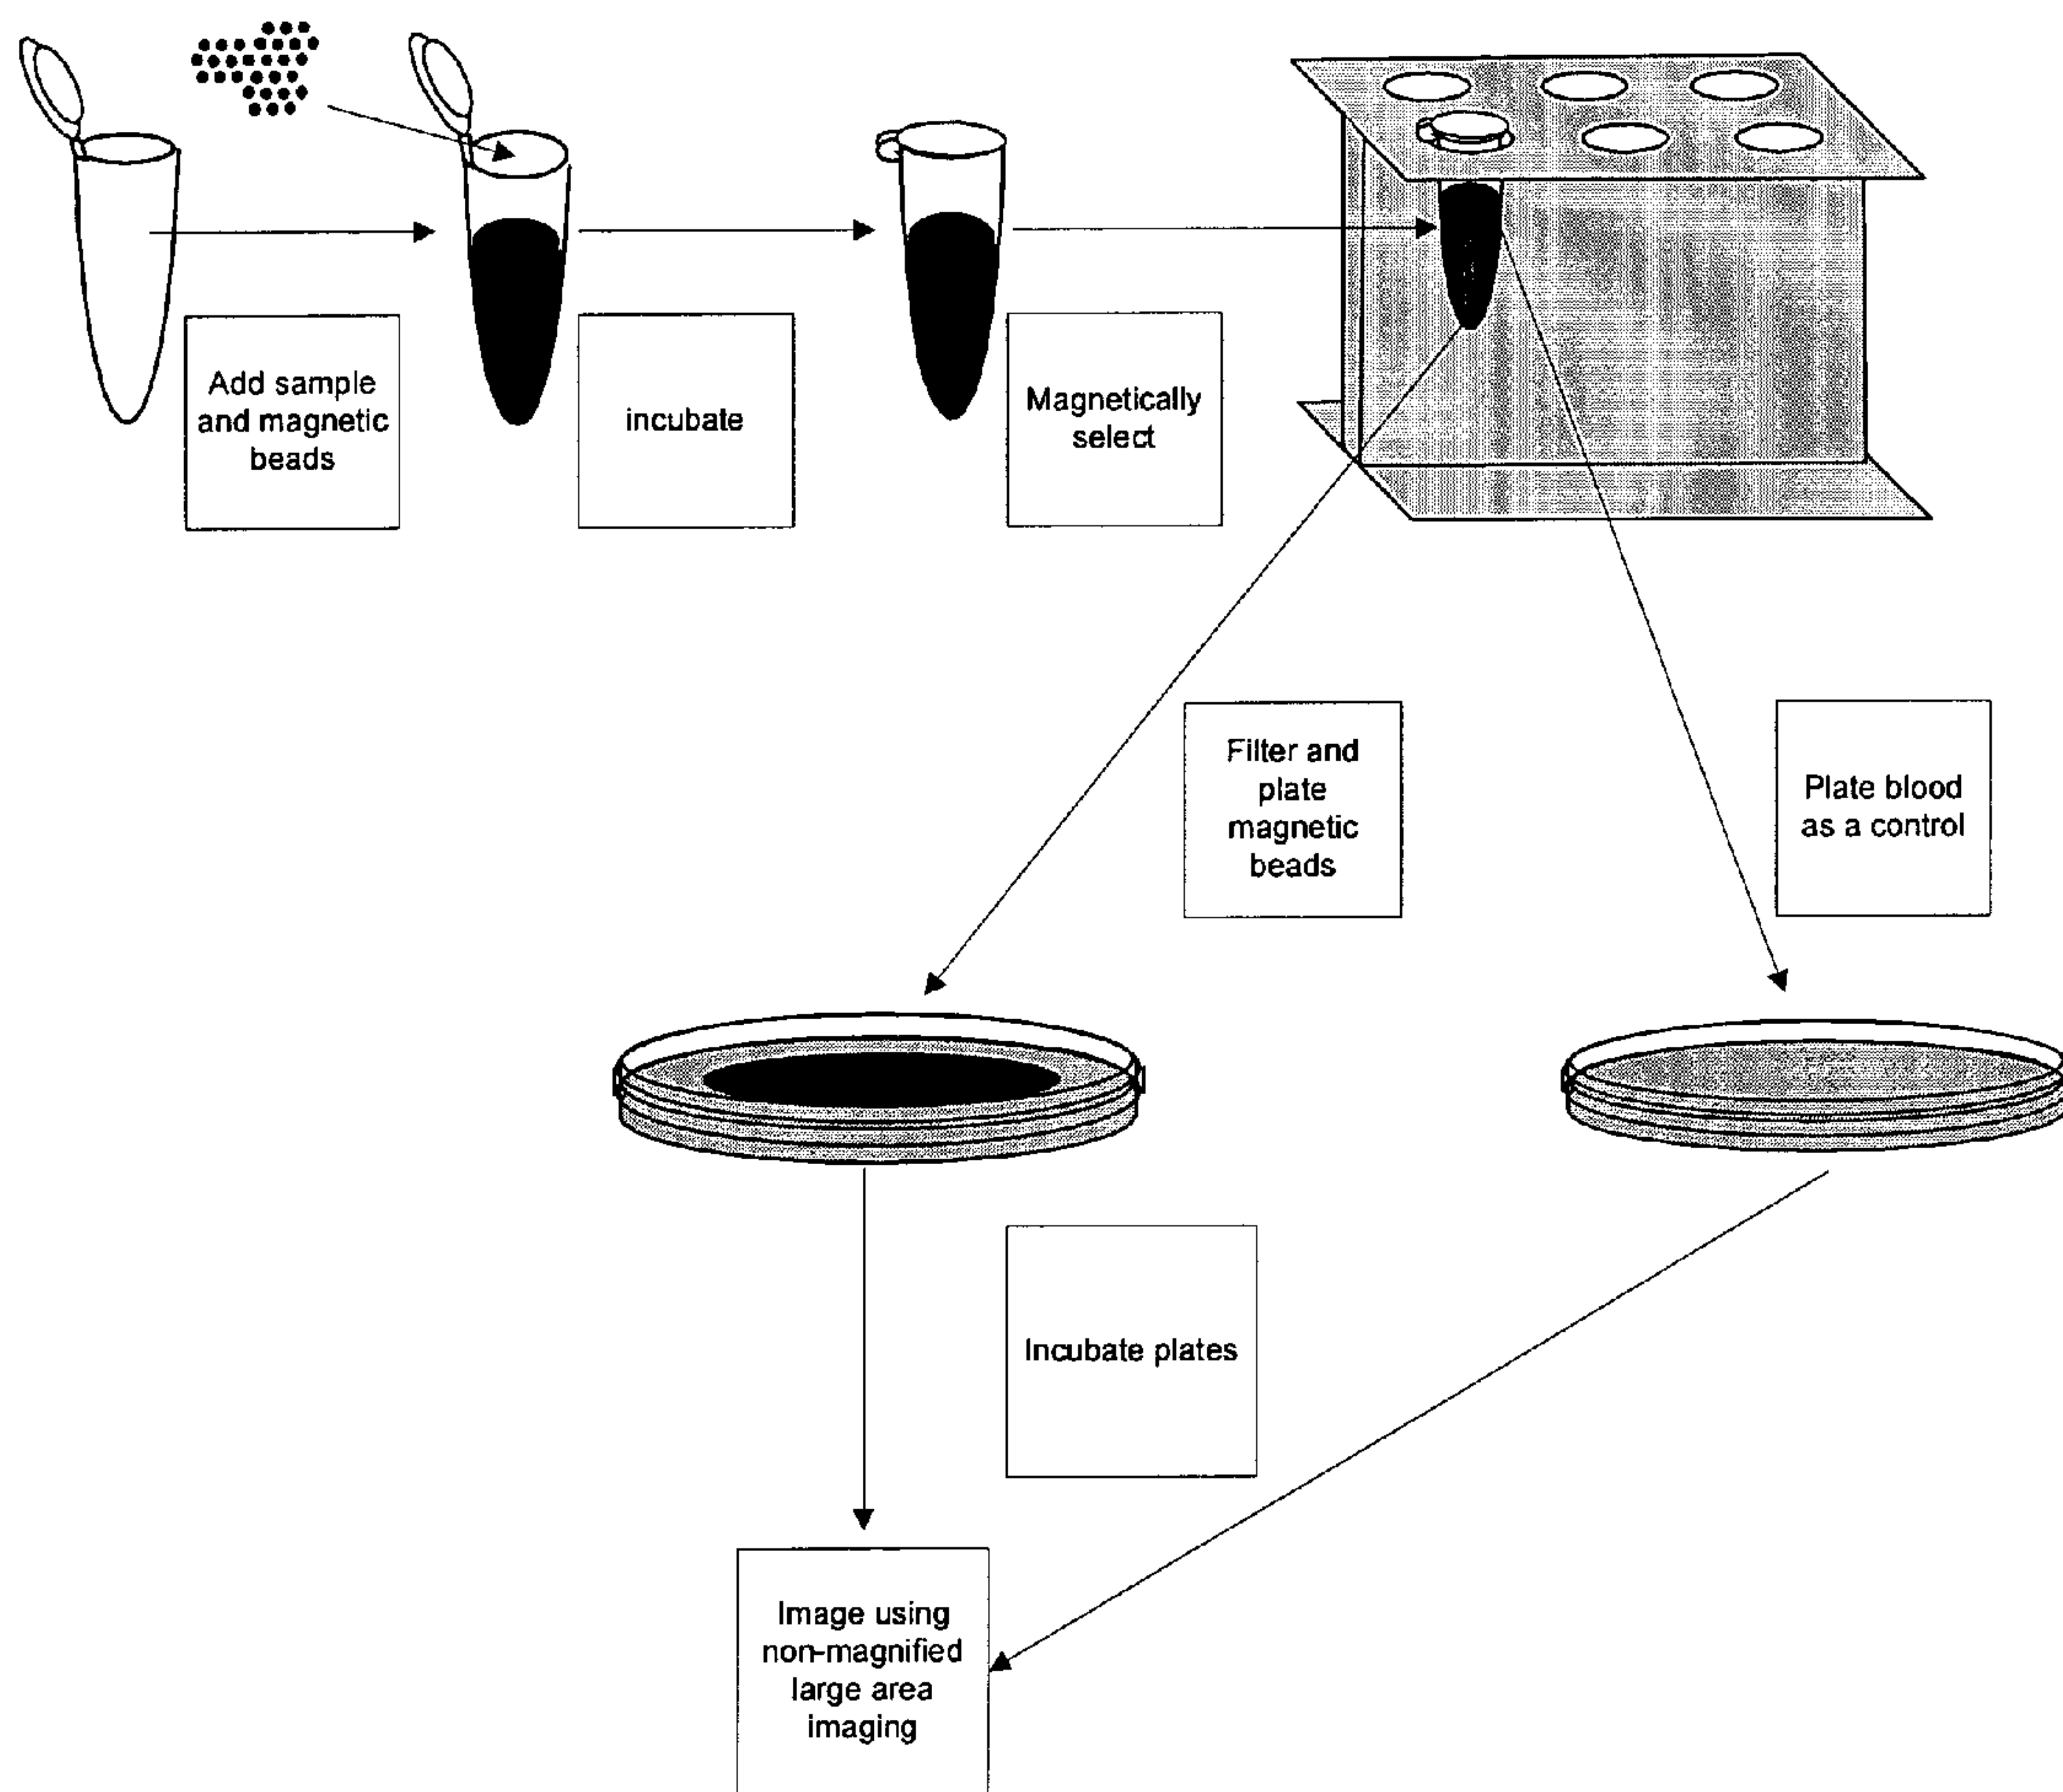 Add sample
and magnetic
beads
incubate
Magnetically
select
Filter and
plate
magnetic
beads
Plate blood
as a control
Incubate plates
Image using
non-magnified
large area
imaging